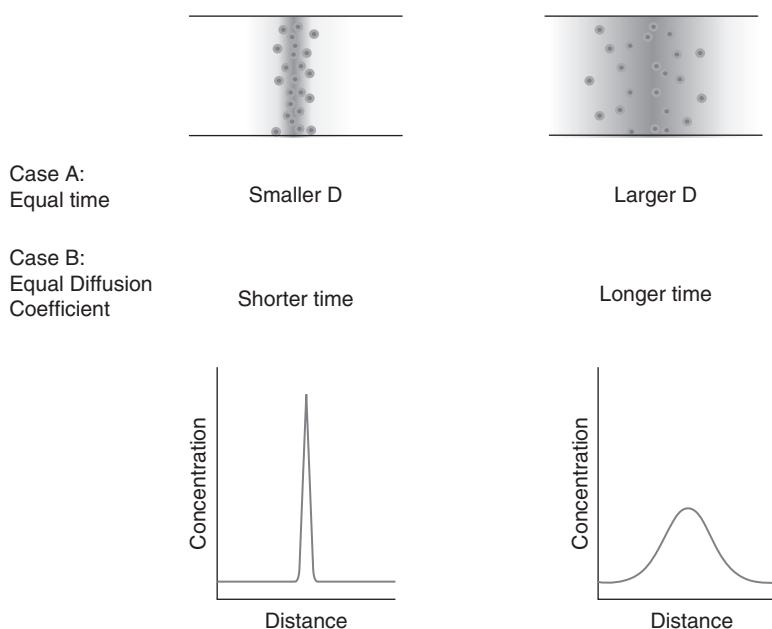 Case A:
Equal time
Smaller D
Larger D
Case B:
Equal Diffusion
Coefficient
Shorter time
Longer time
Concentration
Distance
Concentration
Distance